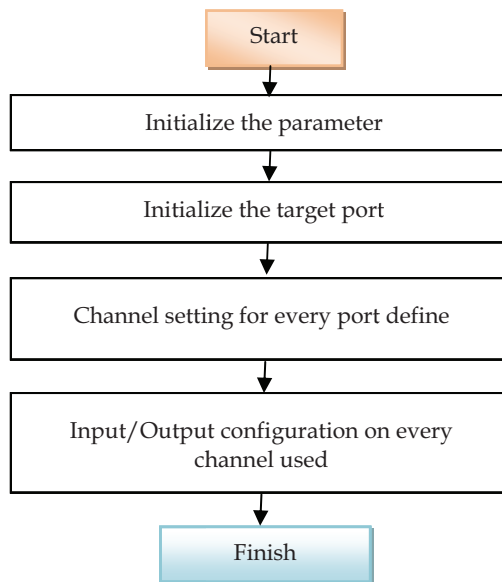 Start
Initialize the parameter
Initialize the target port
Channel setting for every port define
Input/Output configuration on every
channel used
Finish